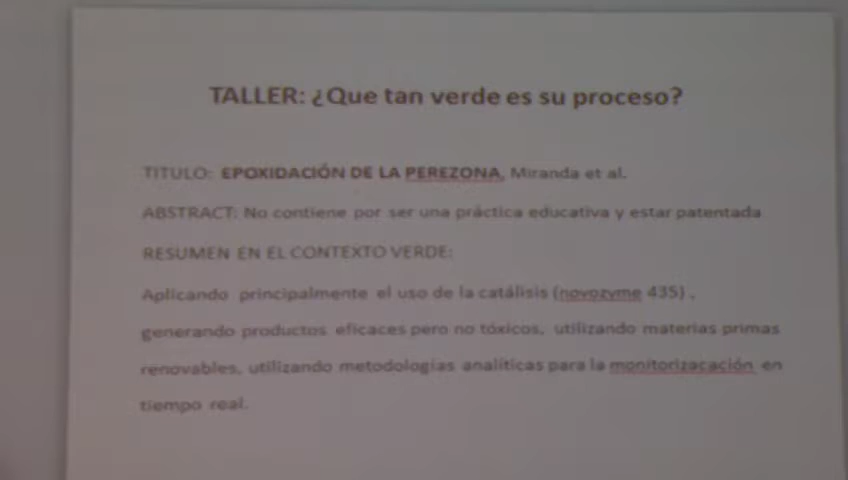 TALLER: ¿Que tan verde es su proceso?
TITULO: EPOXIDACIÓN DE LA PEREZONA, Miranda et al.
ABSTRACT: No contiene por ser una práctica educativa y estar patentada
RESUMEN EN EL CONTEXTO VERDE:
Aplicando principalmente el uso de la catálisis (novozyme 435) ,
generando productos eficaces pero no tóxicos, utilizando materias primas
renovables, utilizando metodologías analíticas para la monitorizacación en
tiempo real.